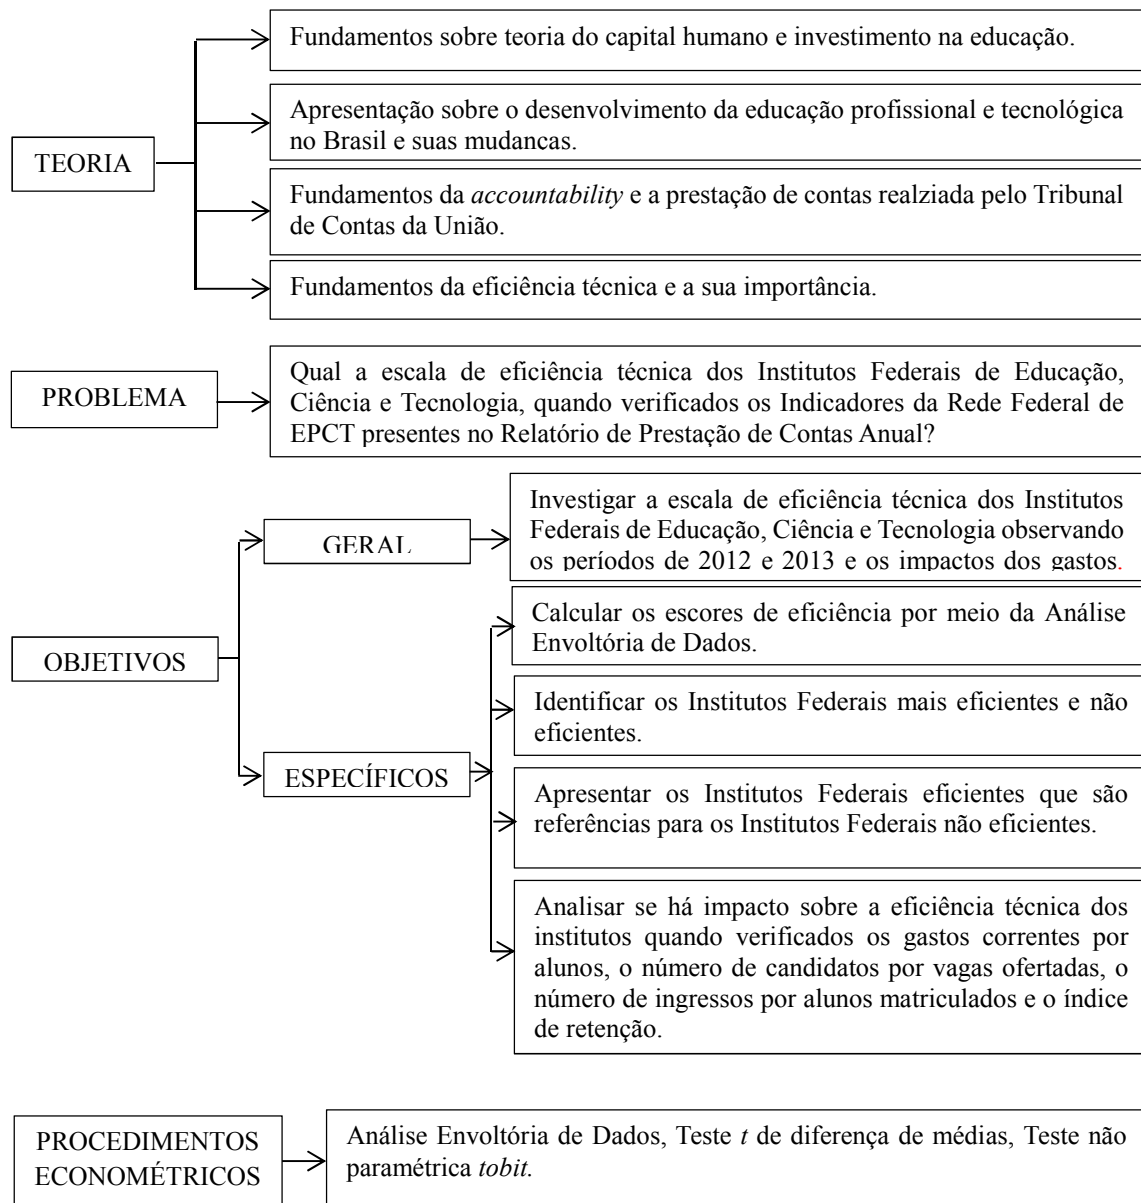 Fundamentos sobre teoria do capital humano e investimento na educação.
TEORIA
Apresentação sobre o desenvolvimento da educação profissional e tecnológica
no Brasil e suas mudancas.
Fundamentos da accountability e a prestação de contas realziada pelo Tribunal
de Contas da União.
Fundamentos da eficiência técnica e a sua importância.
PROBLEMA
Qual a escala de eficiência técnica dos Institutos Federais de Educação,
Ciência e Tecnologia, quando verificados os Indicadores da Rede Federal de
EPCT presentes no Relatório de Prestação de Contas Anual?
OBJETIVOS
GERAL
Investigar a escala de eficiência técnica dos Institutos
Federais de Educação, Ciência e Tecnologia observando
os períodos de 2012 e 2013 e os impactos dos gastos.
ESPECÍFICOS
Calcular os escores de eficiência por meio da Análise
Envoltória de Dados.
Identificar os Institutos Federais mais eficientes e não
eficientes.
Apresentar os Institutos Federais eficientes que são
referências para os Institutos Federais não eficientes.
Analisar se há impacto sobre a eficiência técnica dos
institutos quando verificados os gastos correntes por
alunos, o número de candidatos por vagas ofertadas, o
número de ingressos por alunos matriculados e o índice
de retenção.
PROCEDIMENTOS
ECONOMÉTRICOS
Análise Envoltória de Dados, Teste t de diferença de médias, Teste não
paramétrica tobit.